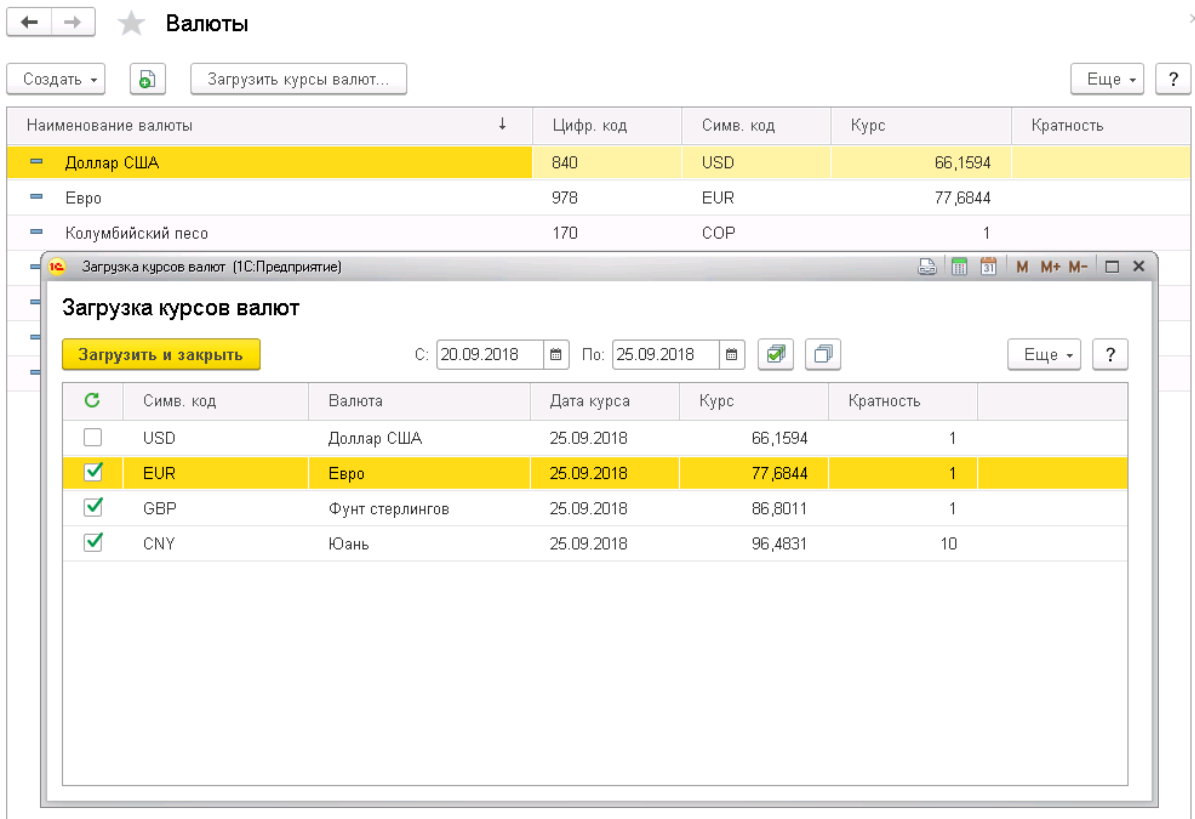 Валюты
Создать
Загрузить курсы валют...
Еще
?
Наименование валюты Цифр. код Симв. код Курс Кратность
Доллар США 840 USD 66,1594
Евро 978 EUR 77,6844
Колумбийский песо 170 COP 1
1С Загрузка курсов валют (1С:Предприятие) 31 M M+ M-
Загрузка курсов валют
Загрузить и закрыть С: 20.09.2018 По: 25.09.2018 Еще ?
Симв. код Валюта Дата курса Курс Кратность
USD Доллар США 25.09.2018 66,1594 1
EUR Евро 25.09.2018 77,6844 1
GBP Фунт стерлингов 25.09.2018 86,8011 1
CNY Юань 25.09.2018 96,4831 10